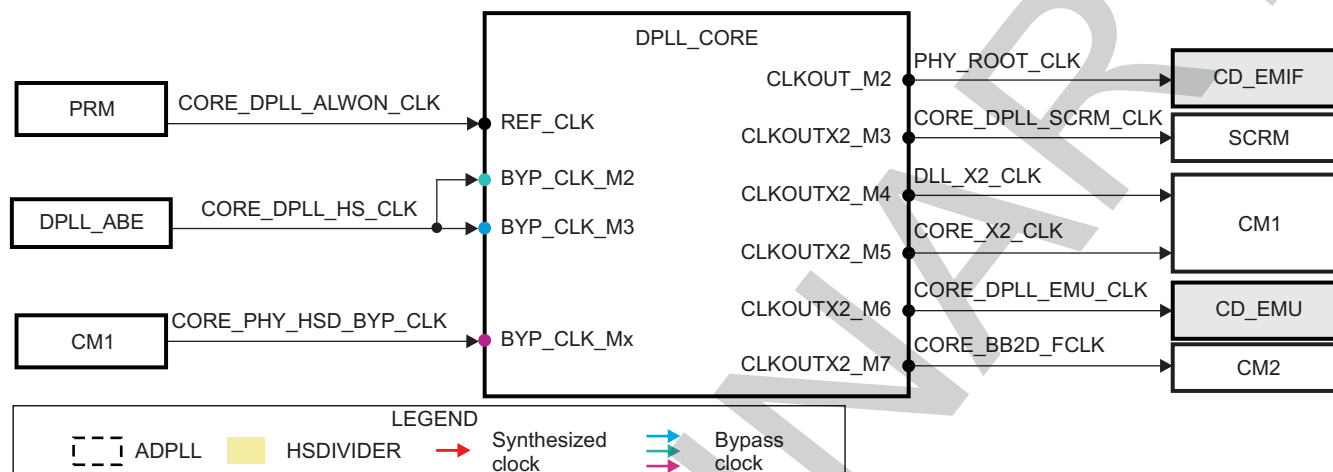 DPLL_CORE
PRM
CORE_DPLL_ALWON_CLK
REF_CLK
DPLL_ABE
CORE_DPLL_HS_CLK
BYP_CLK_M2
BYP_CLK_M3
CM1
CORE_PHY_HSD_BYP_CLK
BYP_CLK_Mx
CLKOUT_M2
PHY_ROOT_CLK
CD_EMIF
CLKOUTX2_M3
CORE_DPLL_SCRM_CLK
SCRM
CLKOUTX2_M4
DLL_X2_CLK
CLKOUTX2_M5
CORE_X2_CLK
CM1
CLKOUTX2_M6
CORE_DPLL_EMU_CLK
CD_EMU
CLKOUTX2_M7
CORE_BB2D_FCLK
CM2
LEGEND
ADPLL
HSDIVIDER
Synthesized
clock
Bypass
clock